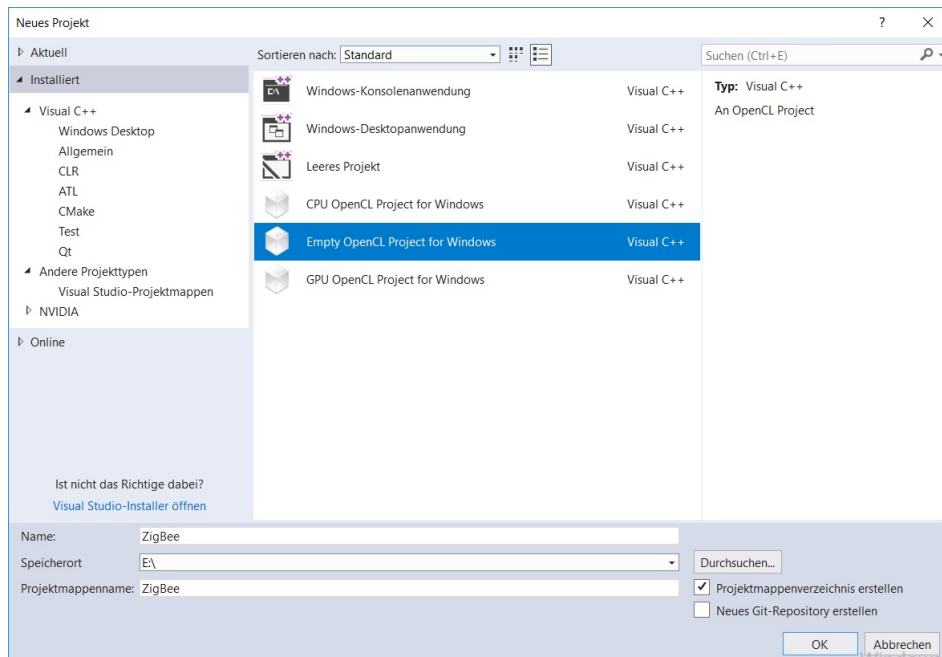 Neues Projekt
Aktuell
Sortieren nach: Standard
Suchen (Ctrl+E)
Installiert
Visual C++
Windows Desktop
Allgemein
CLR
ATL
CMake
Test
Qt
Andere Projekttypen
Visual Studio-Projektmappen
NVIDIA
Online
Ist nicht das Richtige dabei?
Visual Studio-Installer öffnen
Windows-Konsolenanwendung Visual C++
Windows-Desktopanwendung Visual C++
Leeres Projekt Visual C++
CPU OpenCL Project for Windows Visual C++
Empty OpenCL Project for Windows Visual C++
GPU OpenCL Project for Windows Visual C++
Typ: Visual C++
An OpenCL Project
Name: ZigBee
Speicherort E:\
Durchsuchen...
Projektmappenname: ZigBee
Projektmappenverzeichnis erstellen
Neues Git-Repository erstellen
OK
Abbrechen